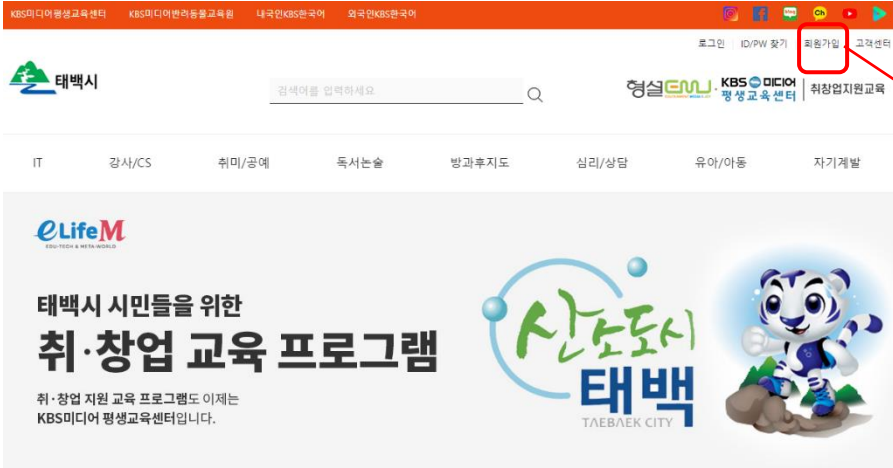 KBS미디어평생교육센터 KBS미디어반려동물교육원 내국인KBS한국어 외국인KBS한국어
로그인 ID/PW 찾기 회원가입 고객센터
태백시 검색어를 입력하세요 형설EMJ · KBS 미디어 평생교육센터 취창업지원교육
IT 강사/CS 취미/공예 독서논술 방과후지도 심리/상담 유아/아동 자기계발
eLifeM
EDU-TECH & META-WORLD
태백시 시민들을 위한
취·창업 교육 프로그램
취·창업 지원 교육 프로그램도 이제는
KBS미디어 평생교육센터입니다.
산소도시
태백
TAEBAEK CITY